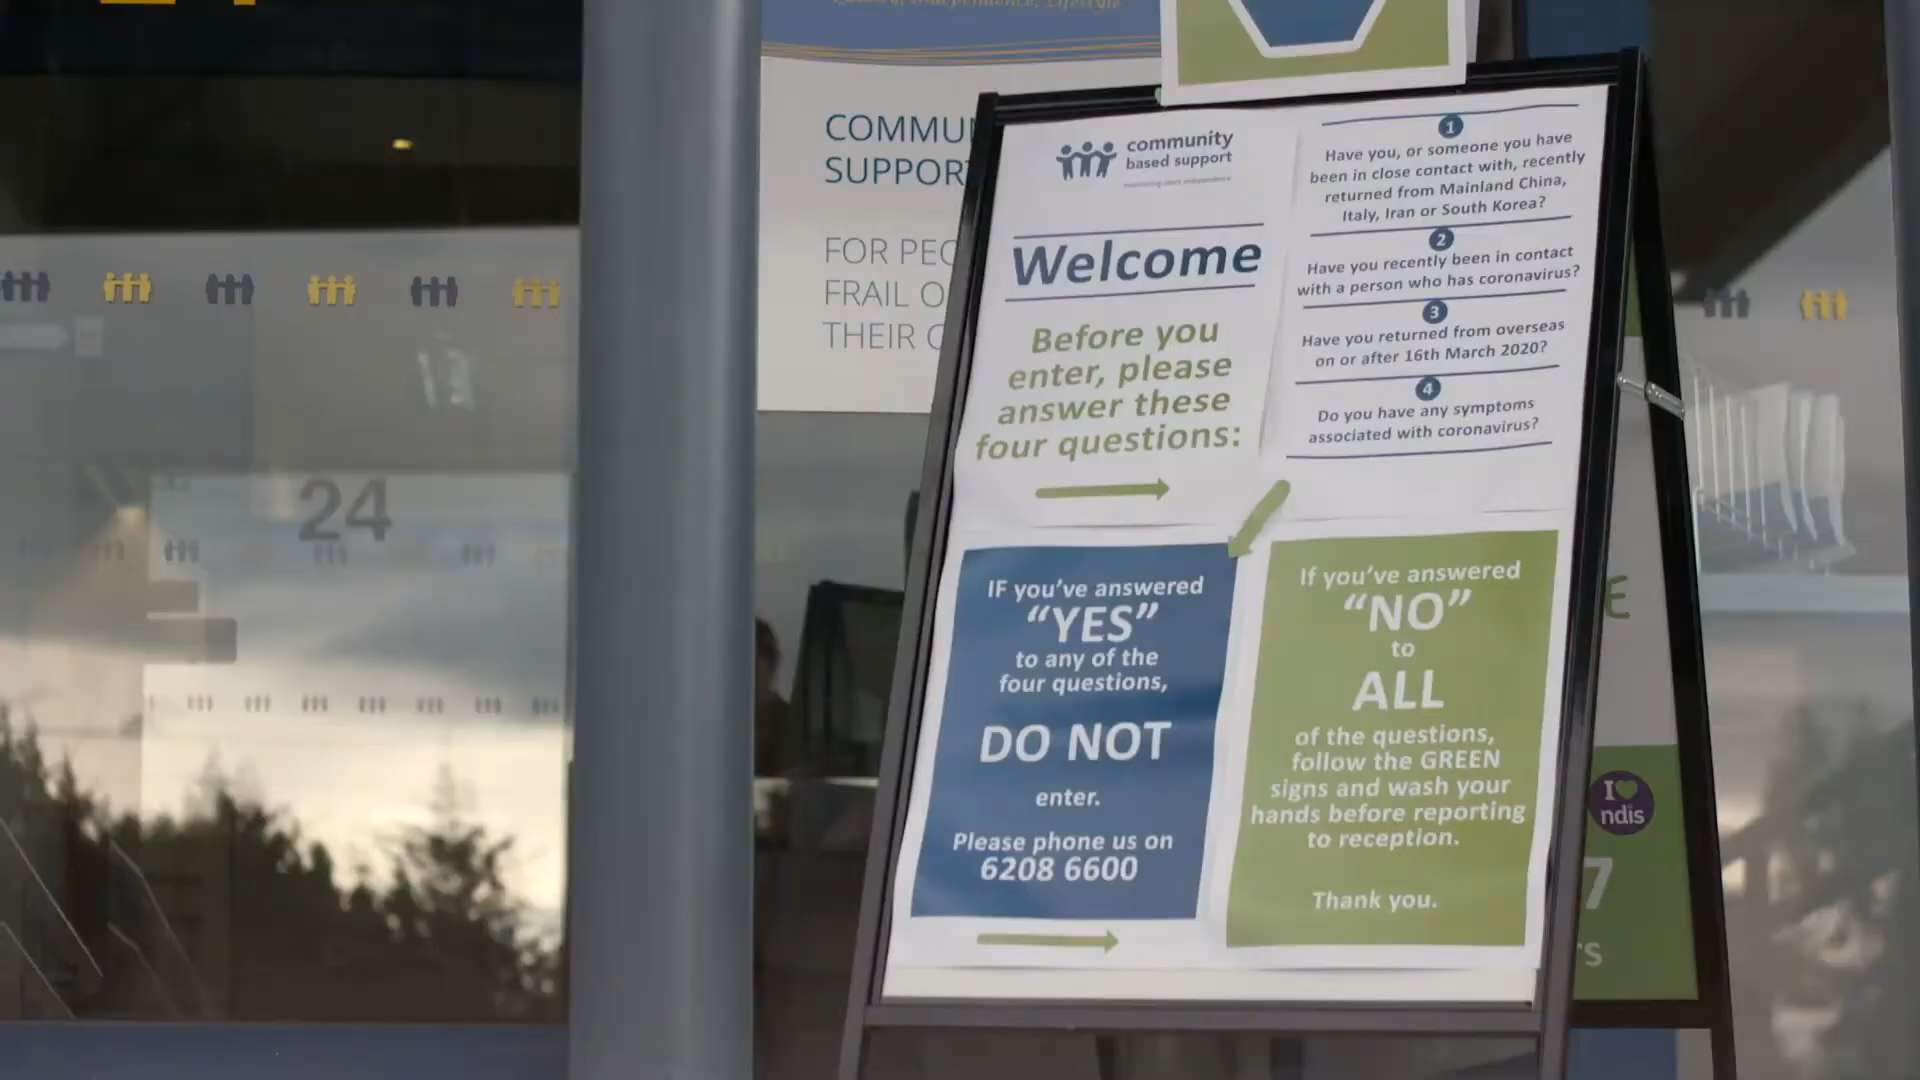 Lifestyle
COMMU
SUPPOR
FOR PEO
FRAIL O
THEIR
24
community
based support
Welcome
Before you
enter, please
answer these
four questions:
1
Have you, or someone you have
been in close contact with, recently
returned from Mainland China,
Italy, Iran or South Korea?
2
Have you recently been in contact
with a person who has coronavirus?
3
Have you returned from overseas
on or after 16th March 2020?
4
Do you have any symptoms
associated with coronavirus?
IF you've answered
“YES”
to any of the
four questions,
DO NOT
enter.
Please phone us on
6208 6600
If you've answered
“NO”
to
ALL
of the questions,
follow the GREEN
signs and wash your
hands before reporting
to reception.
Thank you.
E
I
ndis
7
's